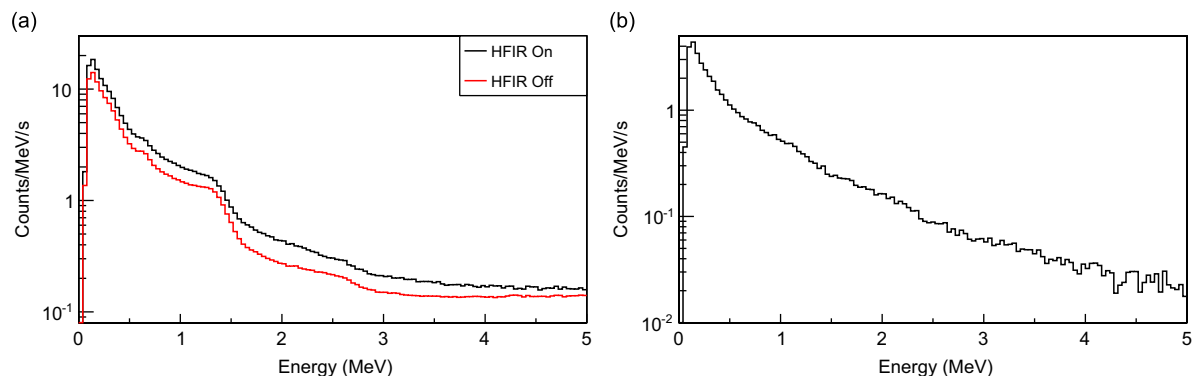 (a)
HFIR On
HFIR Off
10
1
10-1
Counts/MeV/s
0 1 2 3 4 5
Energy (MeV)
(b)
1
10-1
10-2
Counts/MeV/s
0 1 2 3 4 5
Energy (MeV)